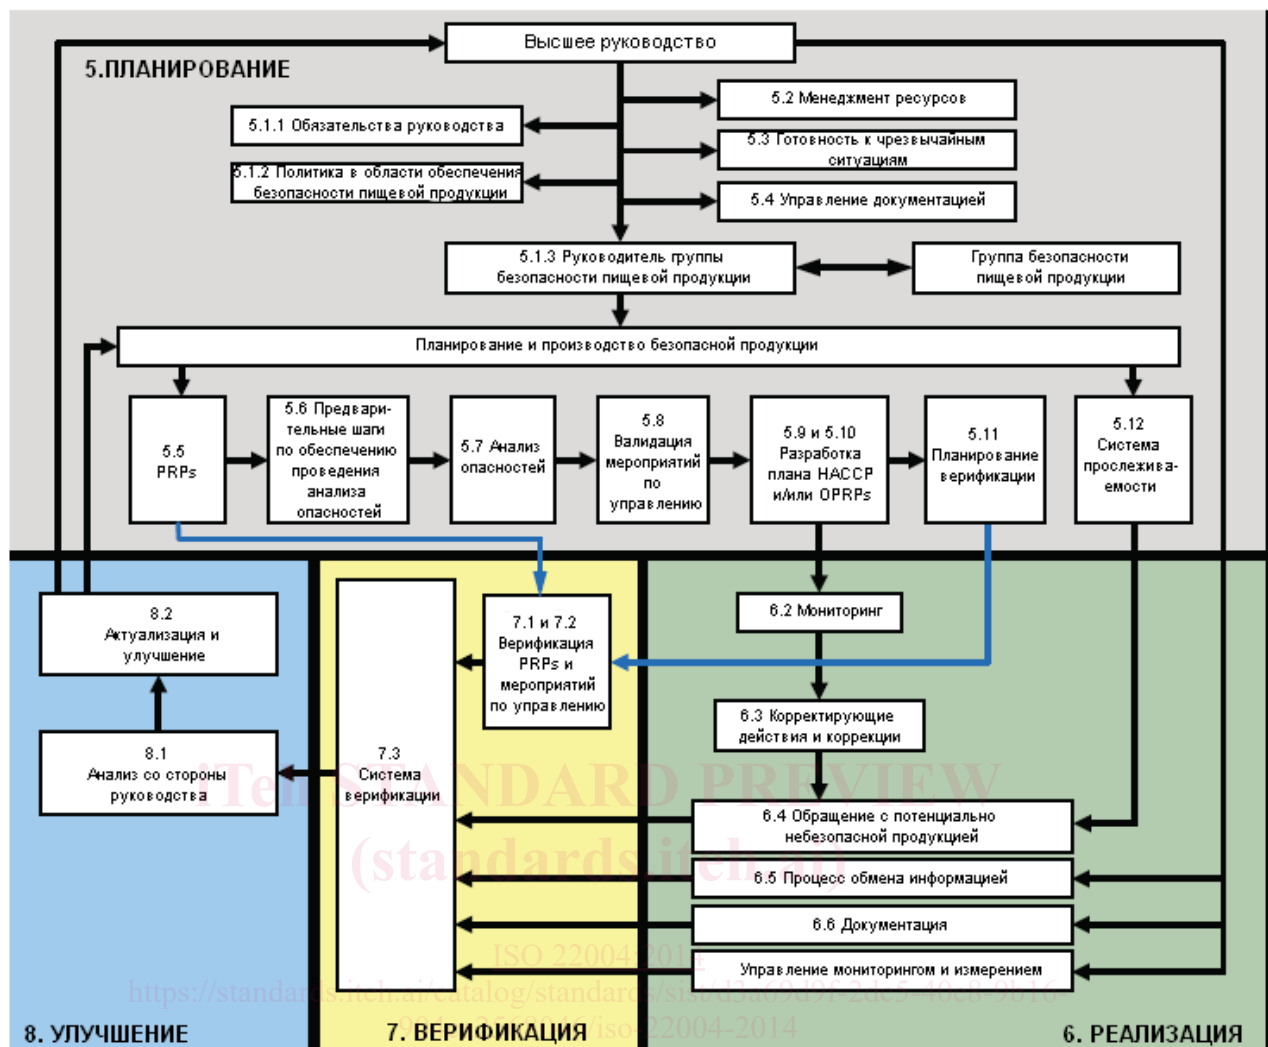 Высшее руководство
5.ПЛАНИРОВАНИЕ
5.2 Менеджмент ресурсов
5.1.1 Обязательства руководства
5.3 Готовность к чрезвычайным
ситуациям
5.1.2 Политика в области обеспечения
безопасности пищевой продукции
5.4 Управление документацией
5.1.3 Руководитель группы
безопасности пищевой продукции
Группа безопасности
пищевой продукции
Планирование и производство безопасной продукции
5.5
PRPs
5.6 Предвари-
тельные шаги
по обеспечению
проведения
анализа
опасностей
5.7 Анализ
опасностей
5.8
Валидация
мероприятий
по
управлению
5.9 и 5.10
Разработка
плана HACCP
и/или OPRPs
5.11
Планирование
верификации
5.12
Система
прослежива-
емости
8.2
Актуализация и
улучшение
8.1
Анализ со стороны
руководства
7.3
Система
верификации
7.1 и 7.2
Верификация
PRPs и
мероприятий
по управлению
6.2 Мониторинг
6.3 Корректирующие
действия и коррекции
6.4 Обращение с потенциально
небезопасной продукцией
6.5 Процесс обмена информацией
6.6 Документация
Управление мониторингом и измерением
iTeh STANDARD PREVIEW
(standards.iteh.ai)
ISO 22004:2014
8. УЛУЧШЕНИЕ
7. ВЕРИФИКАЦИЯ
6. РЕАЛИЗАЦИЯ